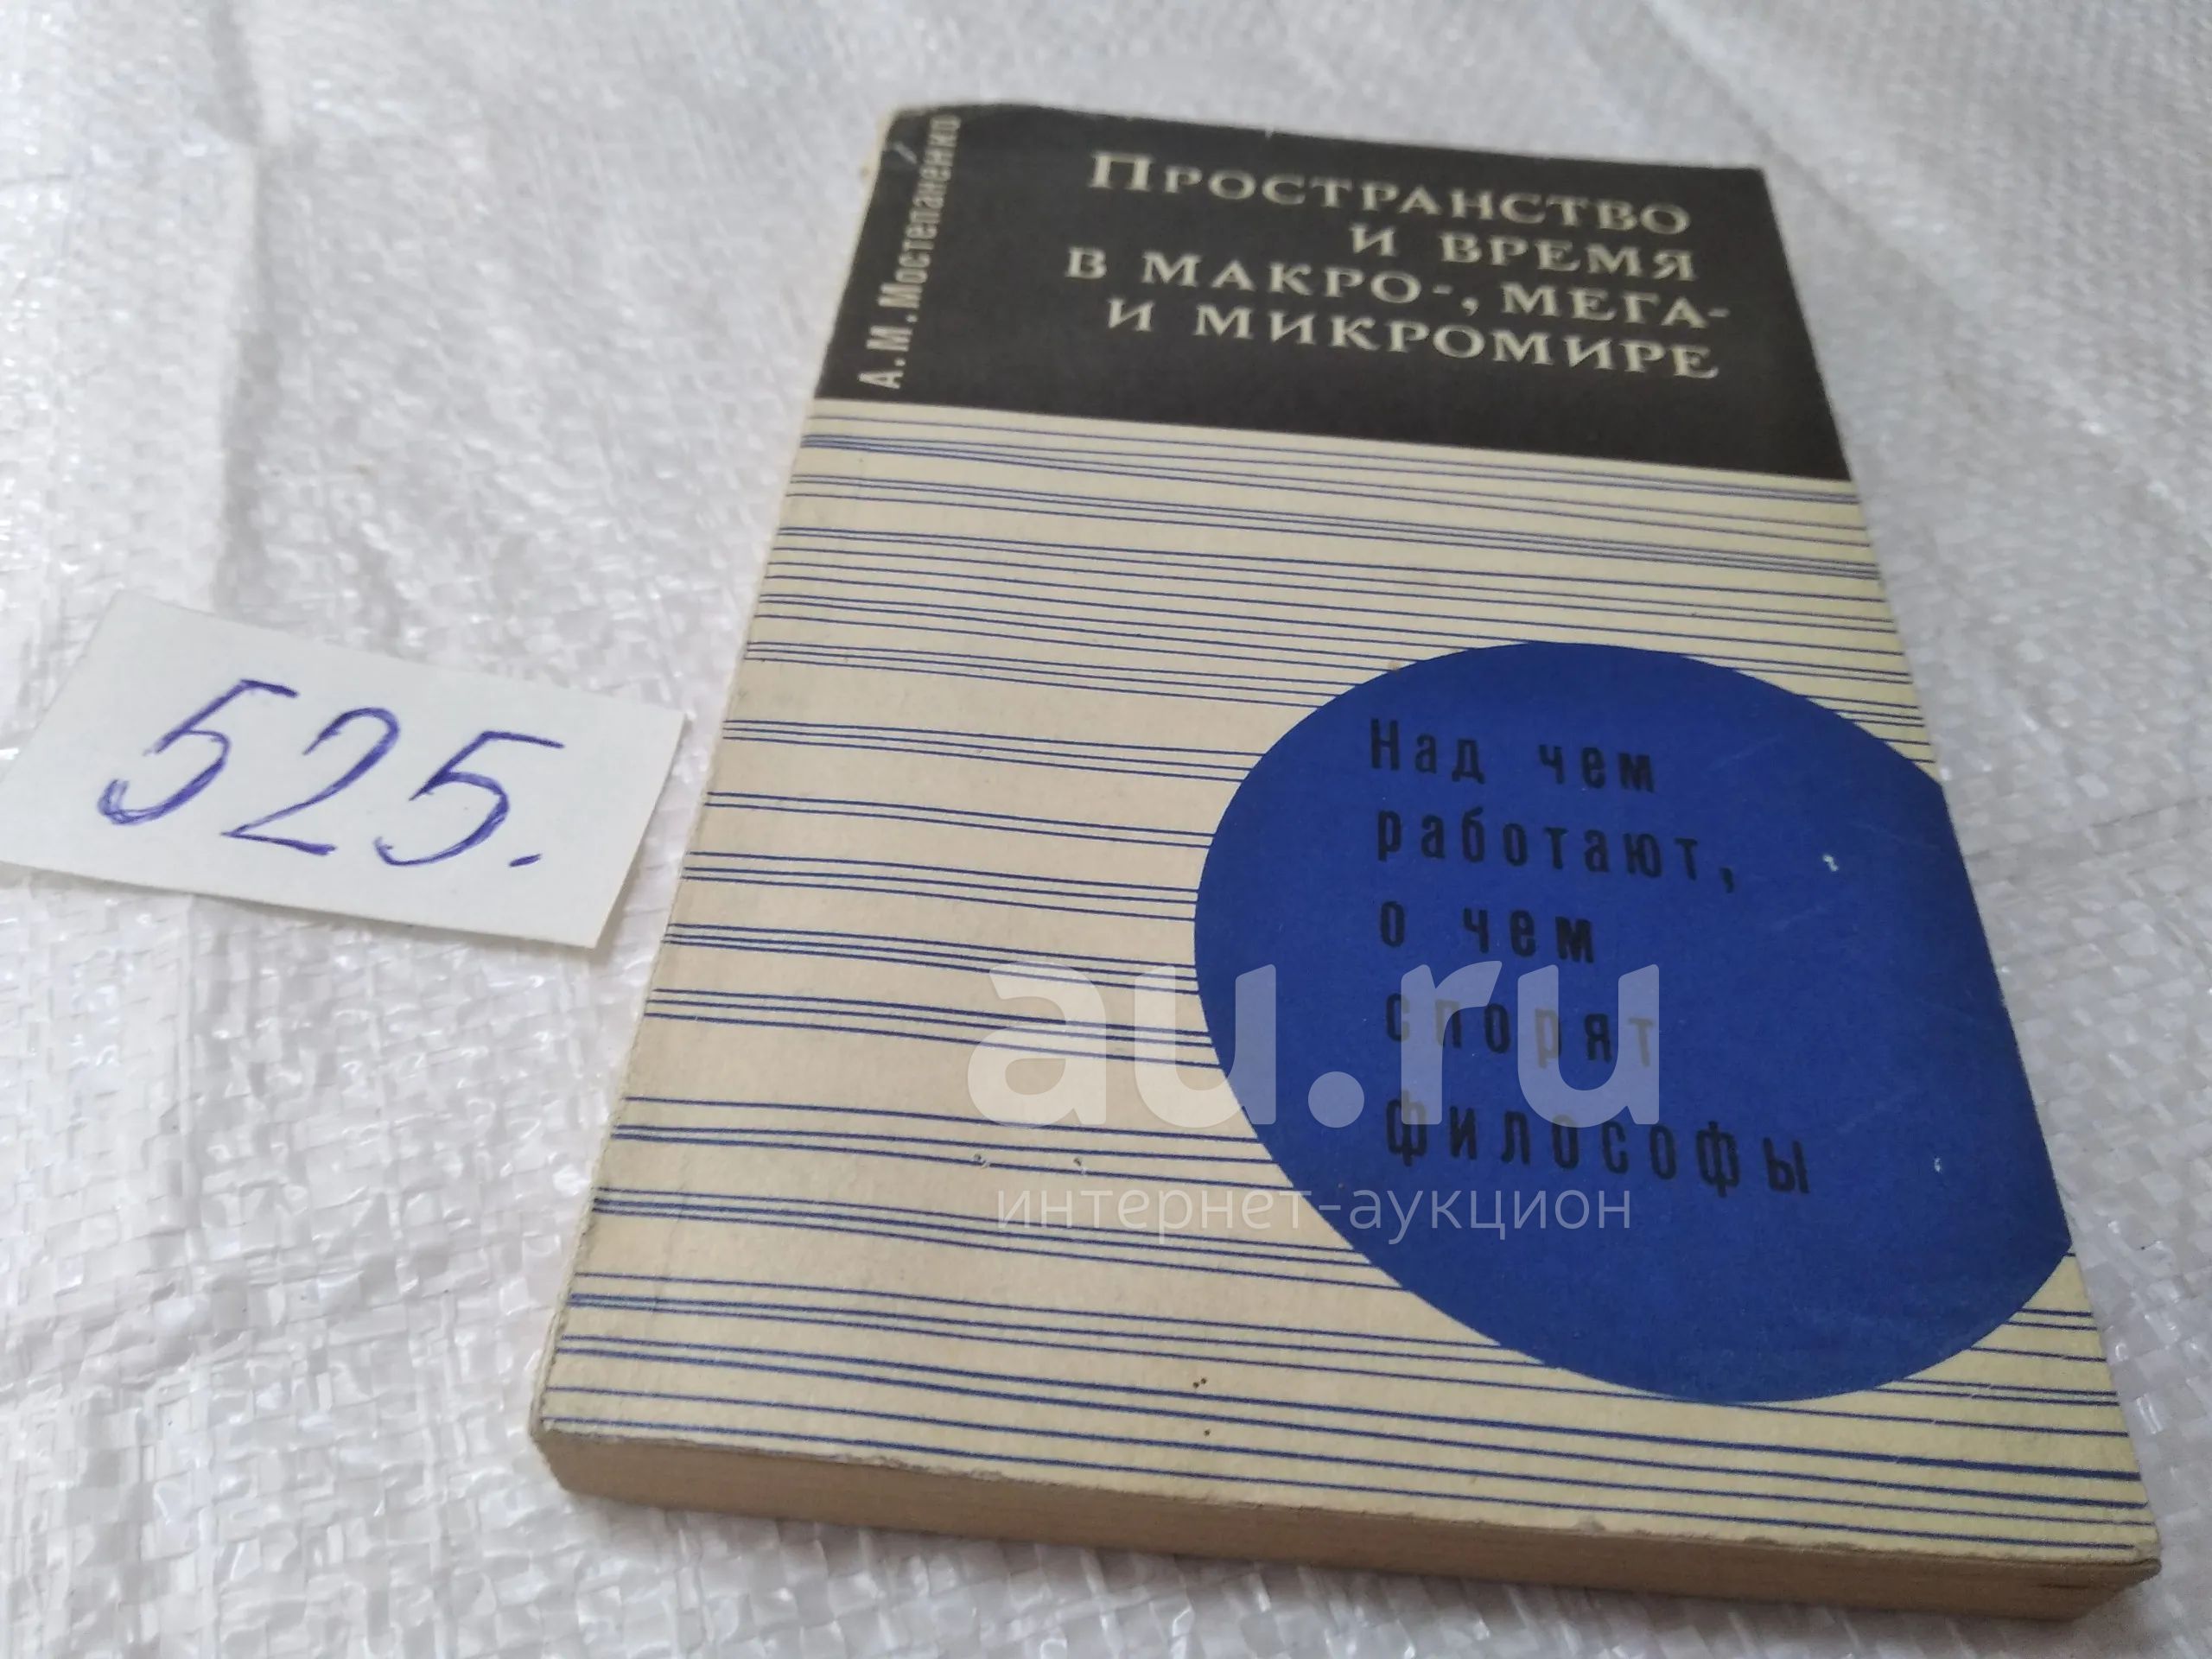 А.М.Мостепаненко
Пространство
и время
в макро-, мега-
и микромире
525.
Над чем
работают,
о чем
спорят
философы
au.ru
интернет-аукцион